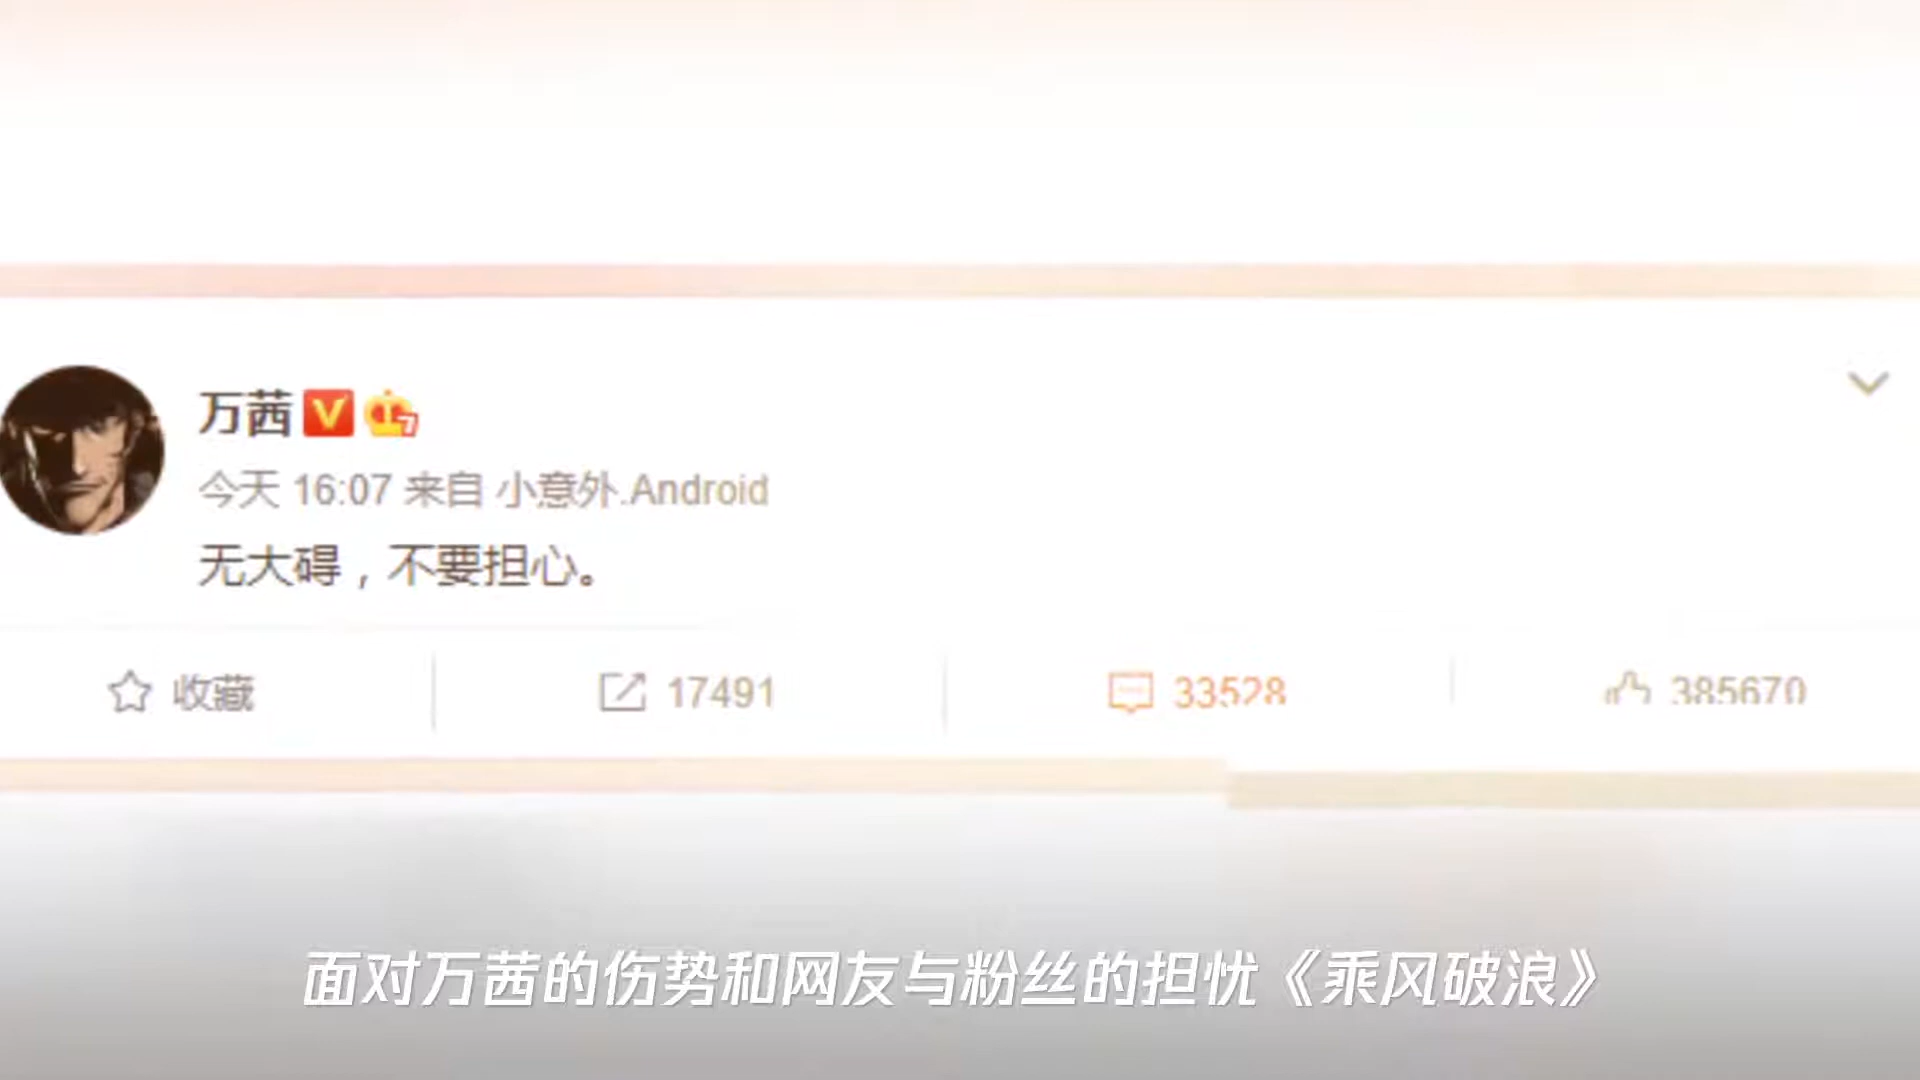 万茜
今天 16:07 来自 小意外.Android
无大碍，不要担心。
收藏 17491 33528 385670
面对万茜的伤势和网友与粉丝的担忧《乘风破浪》